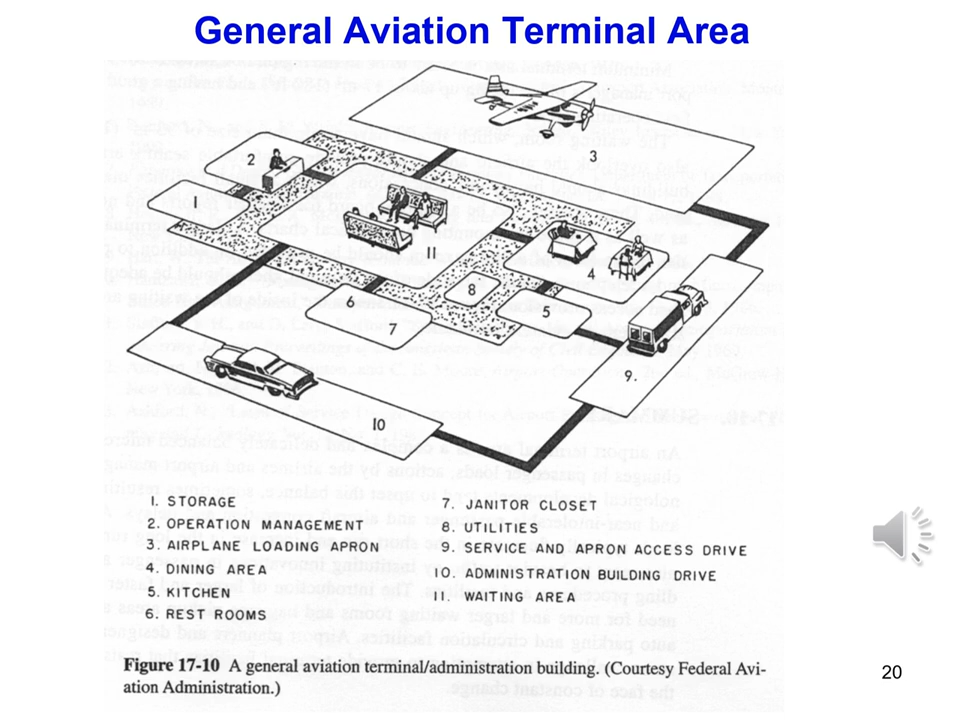 General Aviation Terminal Area
1
2
3
4
5
6
7
8
9.
10
11
1. STORAGE
2. OPERATION MANAGEMENT
3. AIRPLANE LOADING APRON
4. DINING AREA
5. KITCHEN
6. REST ROOMS
7. JANITOR CLOSET
8. UTILITIES
9. SERVICE AND APRON ACCESS DRIVE
10. ADMINISTRATION BUILDING DRIVE
11. WAITING AREA
Figure 17-10 A general aviation terminal/administration building. (Courtesy Federal Avi-
ation Administration.)
20